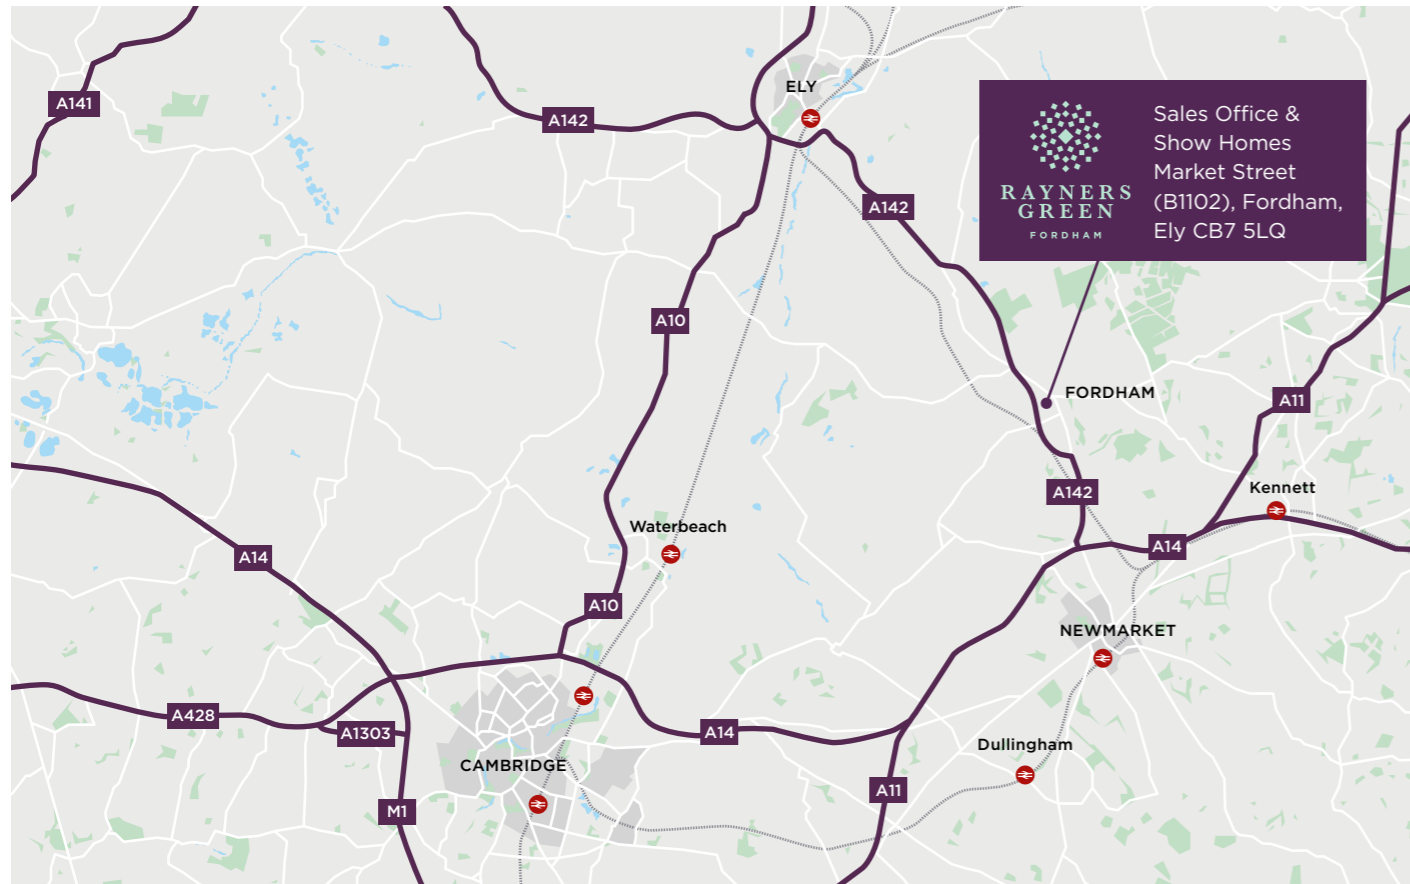 ELY
A141
A142
RAYNERS
GREEN
FORDHAM
Sales Office &
Show Homes
Market Street
(B1102), Fordham,
Ely CB7 5LQ
A142
A10
FORDHAM
A11
A142
Kennett
Waterbeach
A14
A14
A10
NEWMARKET
A428
A1303
A14
Dullingham
CAMBRIDGE
A11
M1